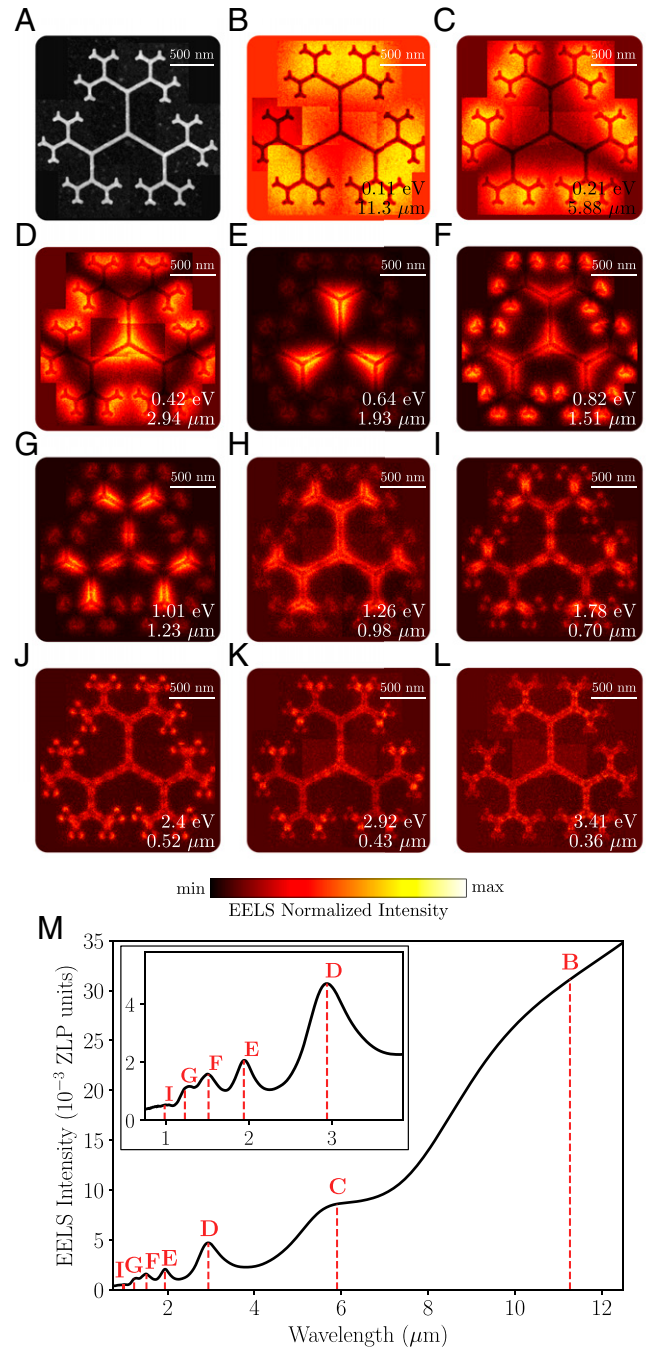 A
B
C
500 nm
500 nm
500 nm
0.11 eV
11.3 μm
0.21 eV
5.88 μm
D
E
F
500 nm
500 nm
500 nm
0.42 eV
2.94 μm
0.64 eV
1.93 μm
0.82 eV
1.51 μm
G
H
I
500 nm
500 nm
500 nm
1.01 eV
1.23 μm
1.26 eV
0.98 μm
1.78 eV
0.70 μm
J
K
L
500 nm
500 nm
500 nm
2.4 eV
0.52 μm
2.92 eV
0.43 μm
3.41 eV
0.36 μm
min
max
EELS Normalized Intensity
M
EELS Intensity (10⁻³ ZLP units)
35
30
25
20
15
10
5
0
4
2
0
1
2
3
I
G
F
E
D
I
G
F
E
D
C
B
2
4
6
8
10
12
Wavelength (μm)